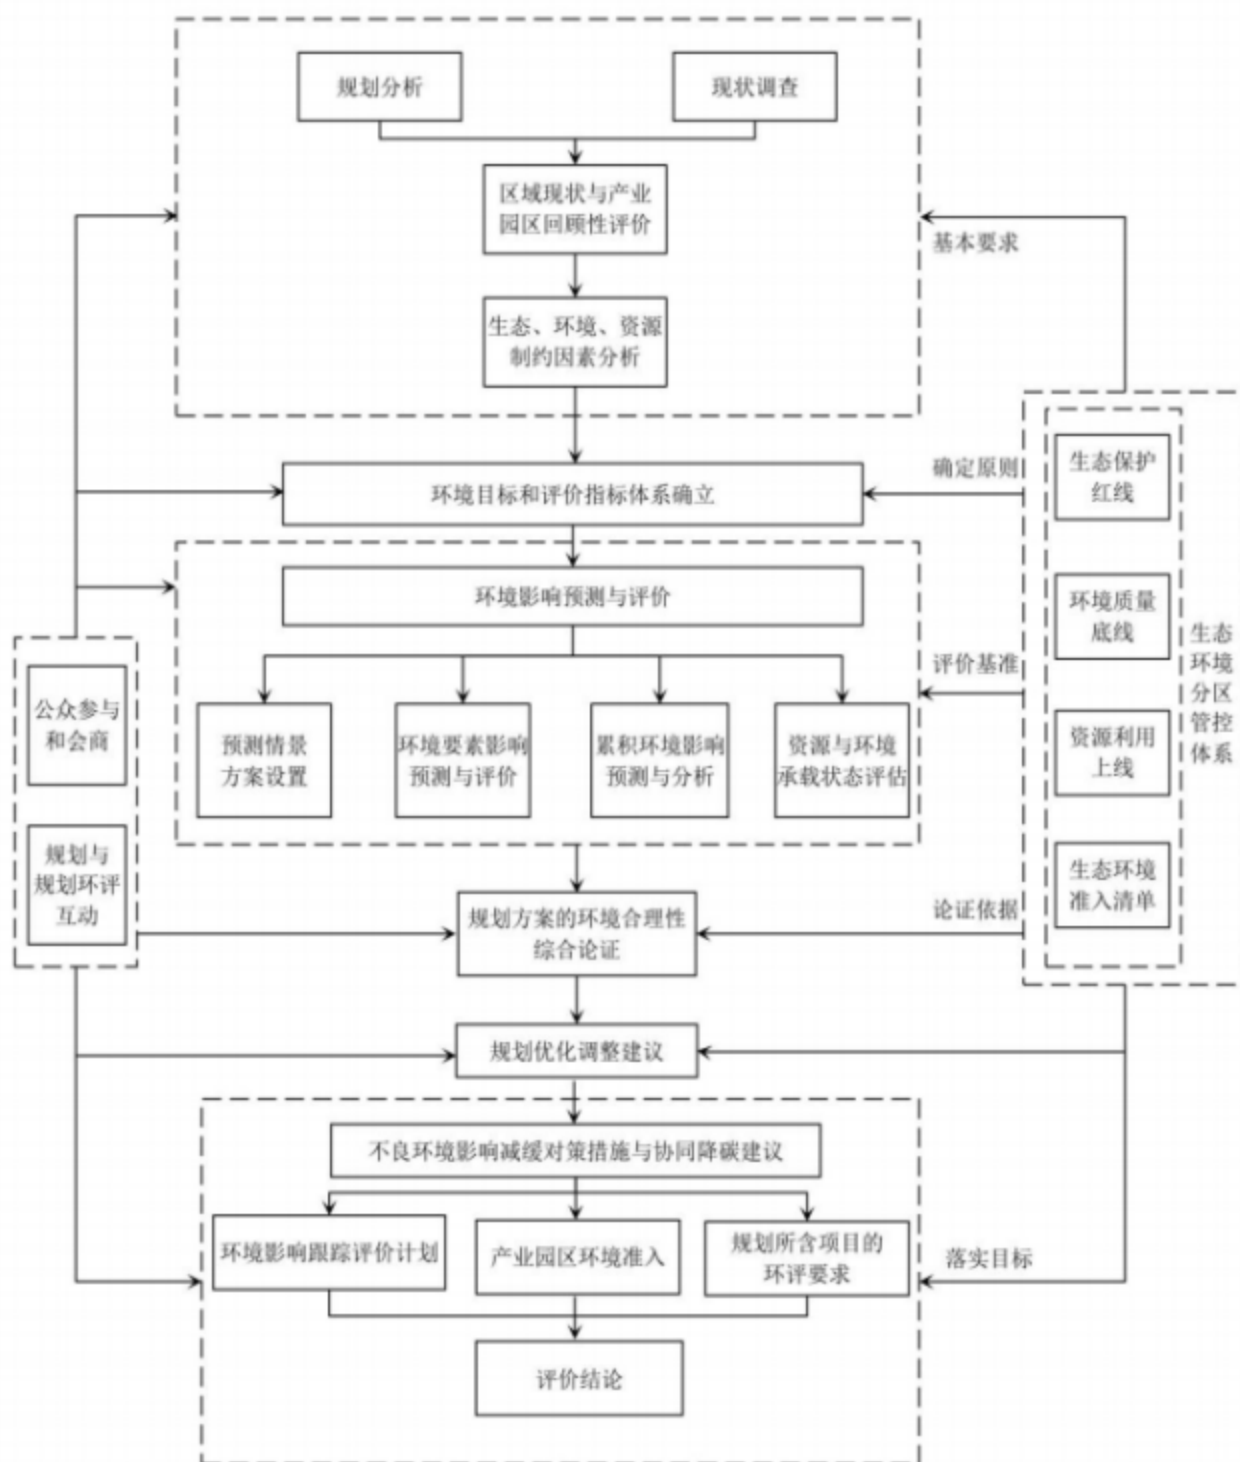 规划分析
现状调查
区域现状与产业
园区回顾性评价
基本要求
生态、环境、资源
制约因素分析
确定原则
环境目标和评价指标体系确立
生态保护
红线
环境影响预测与评价
环境质量
底线
生态
环境
分区
管控
体系
评价基准
公众参与
和会商
预测情景
方案设置
环境要素影响
预测与评价
累积环境影响
预测与分析
资源与环境
承载状态评估
资源利用
上线
规划与
规划环评
互动
生态环境
准入清单
论证依据
规划方案的环境合理性
综合论证
规划优化调整建议
不良环境影响减缓对策措施与协同降碳建议
环境影响跟踪评价计划
产业园区环境准入
规划所含项目的
环评要求
落实目标
评价结论